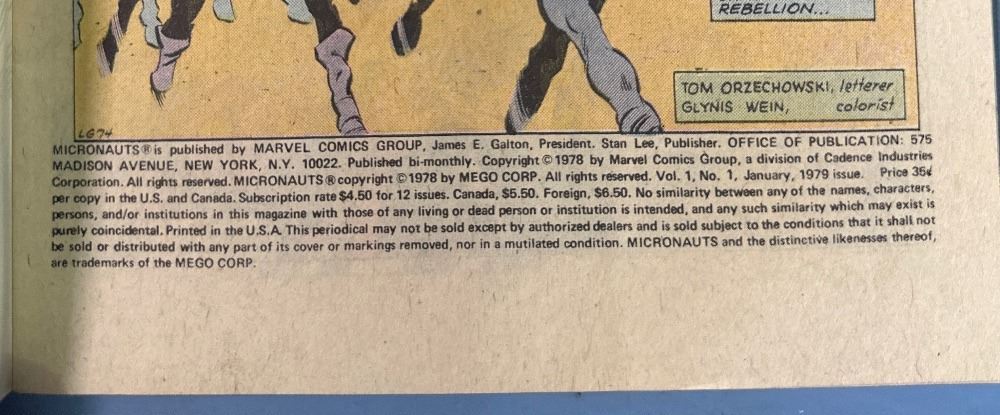 REBELLION...
TOM ORZECHOWSKI, letterer
GLYNIS WEIN, colorist
LG74
MICRONAUTS® is published by MARVEL COMICS GROUP, James E. Galton, President. Stan Lee, Publisher. OFFICE OF PUBLICATION: 575
MADISON AVENUE, NEW YORK, N.Y. 10022. Published bi-monthly. Copyright © 1978 by Marvel Comics Group, a division of Cadence Industries
Corporation. All rights reserved. MICRONAUTS ® copyright © 1978 by MEGO CORP. All rights reserved. Vol. 1, No. 1, January, 1979 issue. Price 35¢
per copy in the U.S. and Canada. Subscription rate $4.50 for 12 issues. Canada, $5.50. Foreign, $6.50. No similarity between any of the names, characters,
persons, and/or institutions in this magazine with those of any living or dead person or institution is intended, and any such similarity which may exist is
purely coincidental. Printed in the U.S.A. This periodical may not be sold except by authorized dealers and is sold subject to the conditions that it shall not
be sold or distributed with any part of its cover or markings removed, nor in a mutilated condition. MICRONAUTS and the distinctive likenesses thereof,
are trademarks of the MEGO CORP.